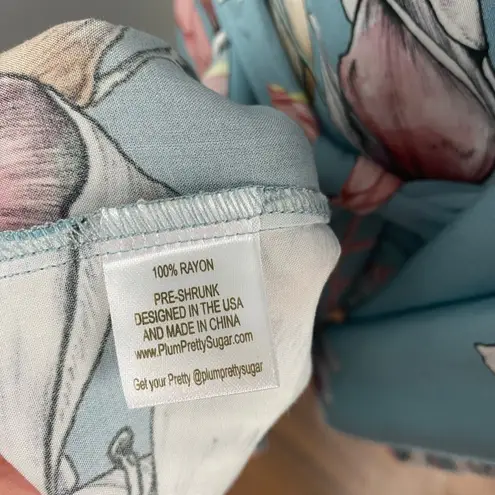 100% RAYON
PRE-SHRUNK
DESIGNED IN THE USA
AND MADE IN CHINA
www.PlumPrettySugar.com
Get your Pretty @plumprettysugar